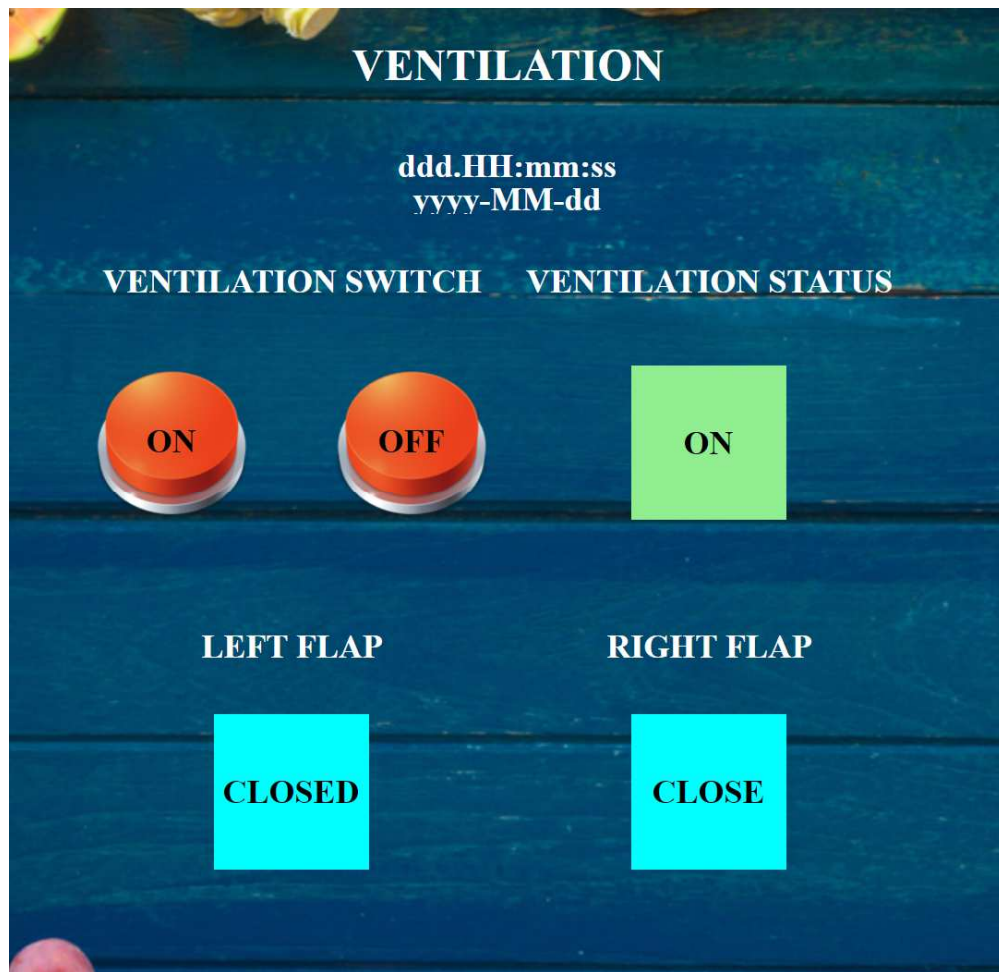 VENTILATION
ddd.HH:mm:ss
yyyy-MM-dd
VENTILATION SWITCH VENTILATION STATUS
ON OFF ON
LEFT FLAP RIGHT FLAP
CLOSED CLOSE